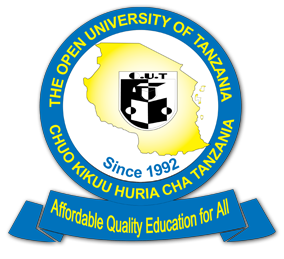 THE OPEN UNIVERSITY OF TANZANIA
O.U.T
Since 1992
CHUO KIKUU HURIA CHA TANZANIA
Affordable Quality Education for All